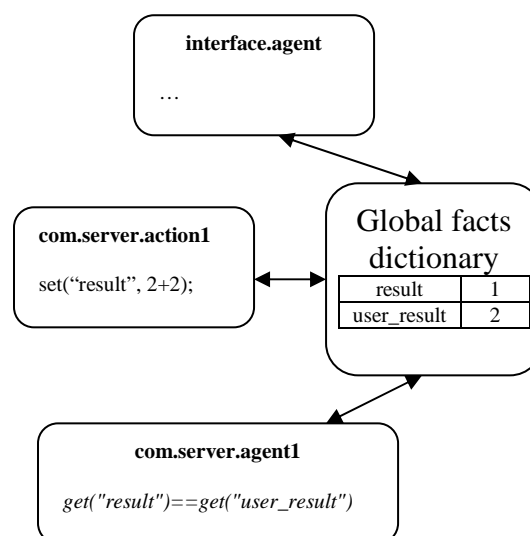 interface.agent
…
com.server.action1
set(“result”, 2+2);
Global facts
dictionary
result 1
user_result 2
com.server.agent1
get("result")==get("user_result")